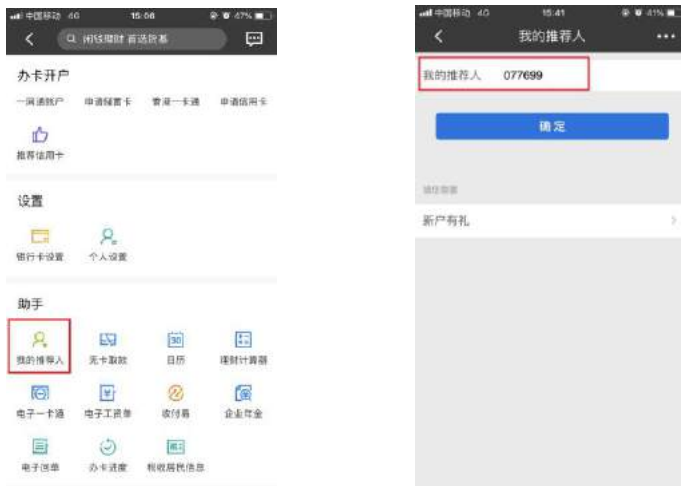 中国移动 4G 15:06 47%
闲钱理财 首选货基
办卡开户
一网通账户 申请储蓄卡 香港一卡通 申请信用卡
推荐信用卡
设置
银行卡设置 个人设置
助手
我的推荐人 无卡取款 日历 理财计算器
电子一卡通 电子工资单 收付易 企业年金
电子回单 办卡进度 税收居民信息
中国移动 4G 15:41 41%
我的推荐人
我的推荐人 077699
确定
新户有礼